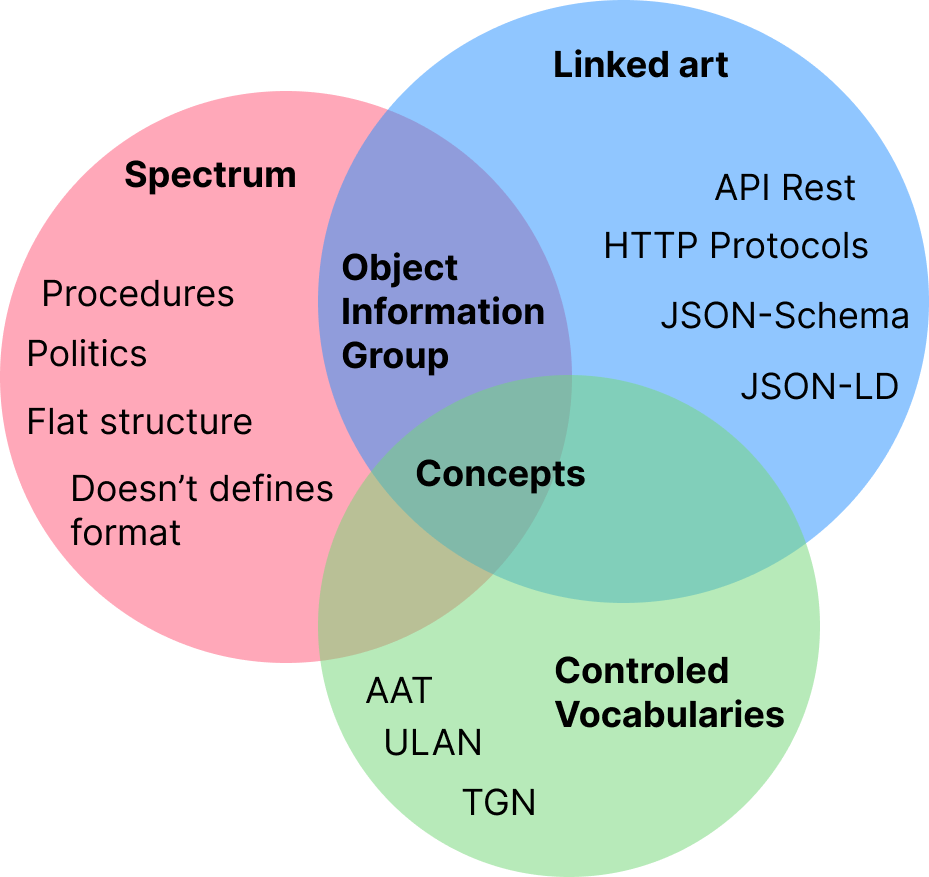 Linked art
API Rest
HTTP Protocols
JSON-Schema
JSON-LD
Spectrum
Procedures
Politics
Flat structure
Doesn’t defines
format
Object
Information
Group
Concepts
Controled
Vocabularies
AAT
ULAN
TGN